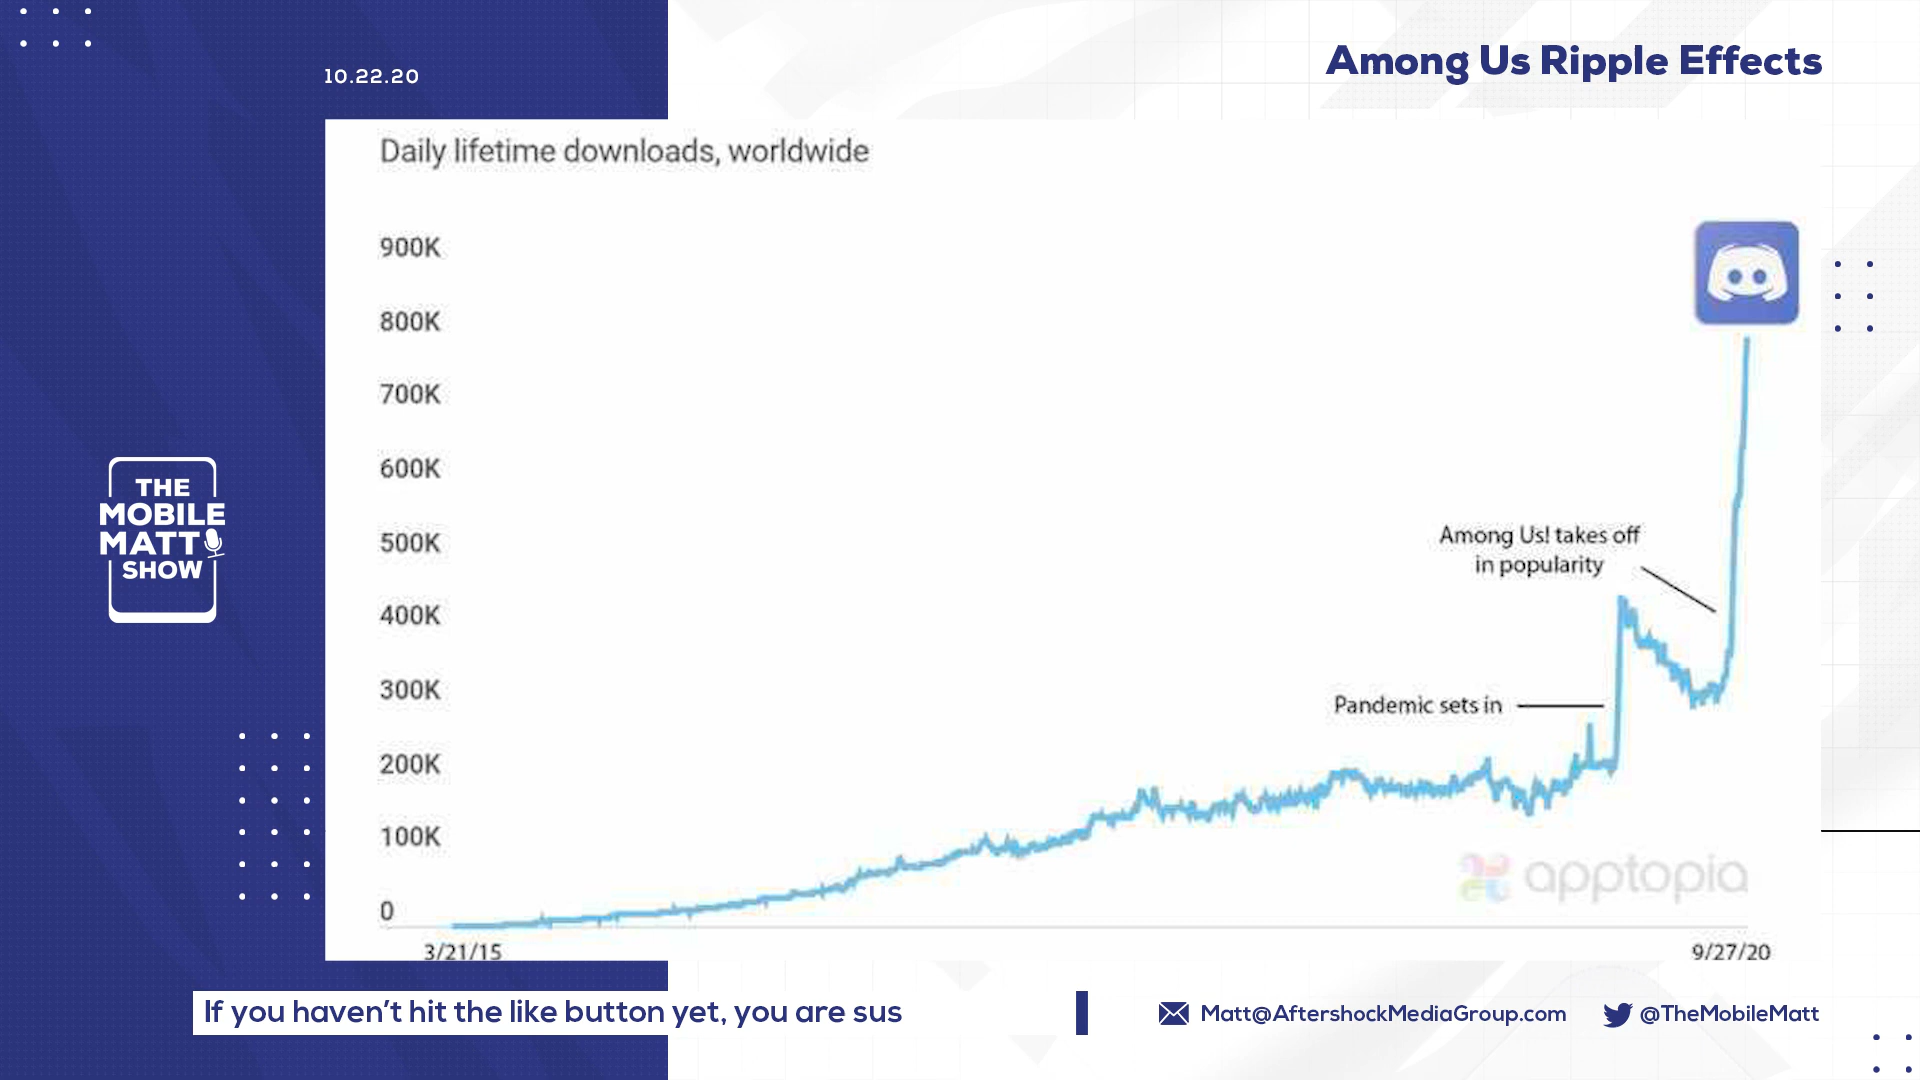 10.22.20
Among Us Ripple Effects
Daily lifetime downloads, worldwide
900K
800K
700K
600K
500K
400K
300K
200K
100K
0
Among Us! takes off
in popularity
Pandemic sets in
apptopia
3/21/15
9/27/20
THE
MOBILE
MATT
SHOW
If you haven't hit the like button yet, you are sus
Matt@AftershockMediaGroup.com
@TheMobileMatt